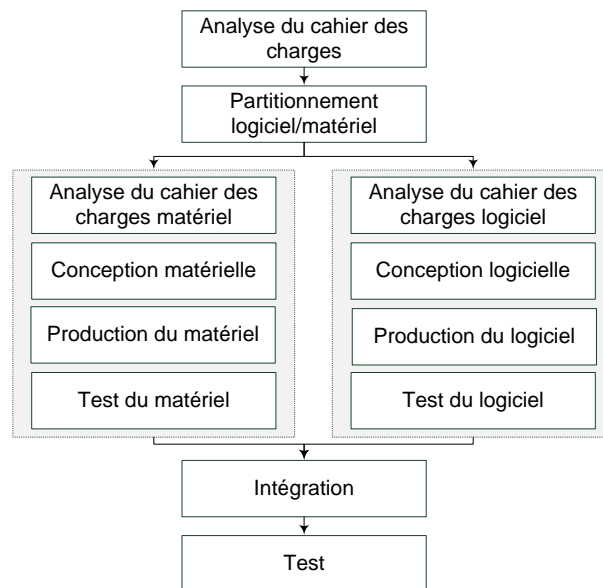 Analyse du cahier des
charges
Partitionnement
logiciel/matériel
Analyse du cahier des
charges matériel
Conception matérielle
Production du matériel
Test du matériel
Analyse du cahier des
charges logiciel
Conception logicielle
Production du logiciel
Test du logiciel
Intégration
Test